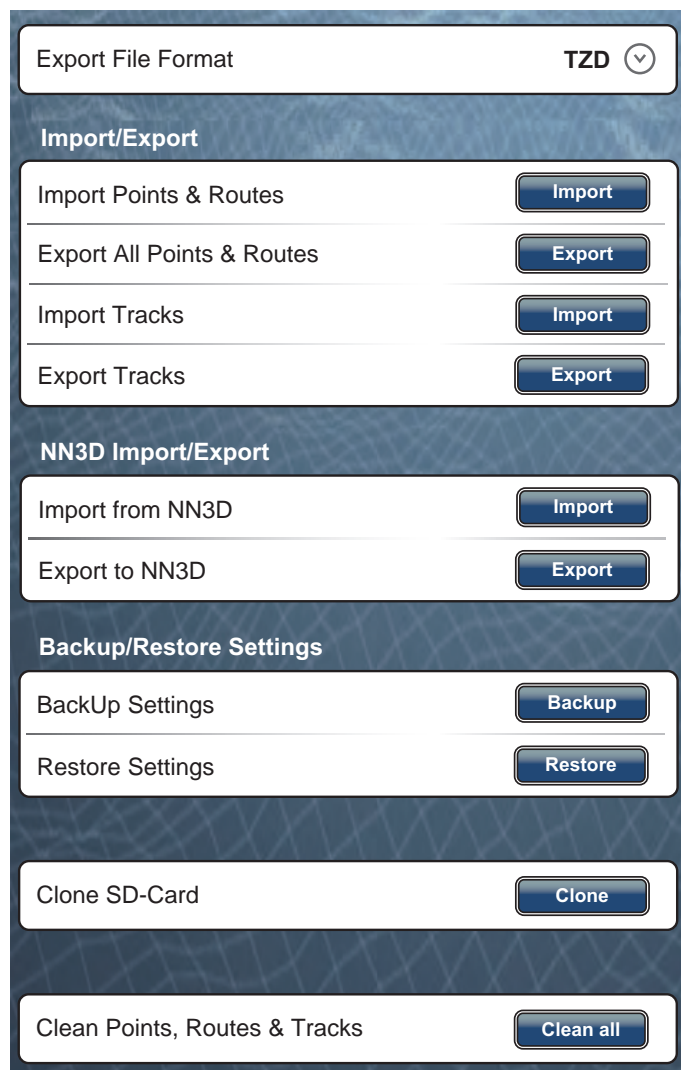 Export File Format TZD
Import/Export
Import Points & Routes Import
Export All Points & Routes Export
Import Tracks Import
Export Tracks Export
NN3D Import/Export
Import from NN3D Import
Export to NN3D Export
Backup/Restore Settings
BackUp Settings Backup
Restore Settings Restore
Clone SD-Card Clone
Clean Points, Routes & Tracks Clean all